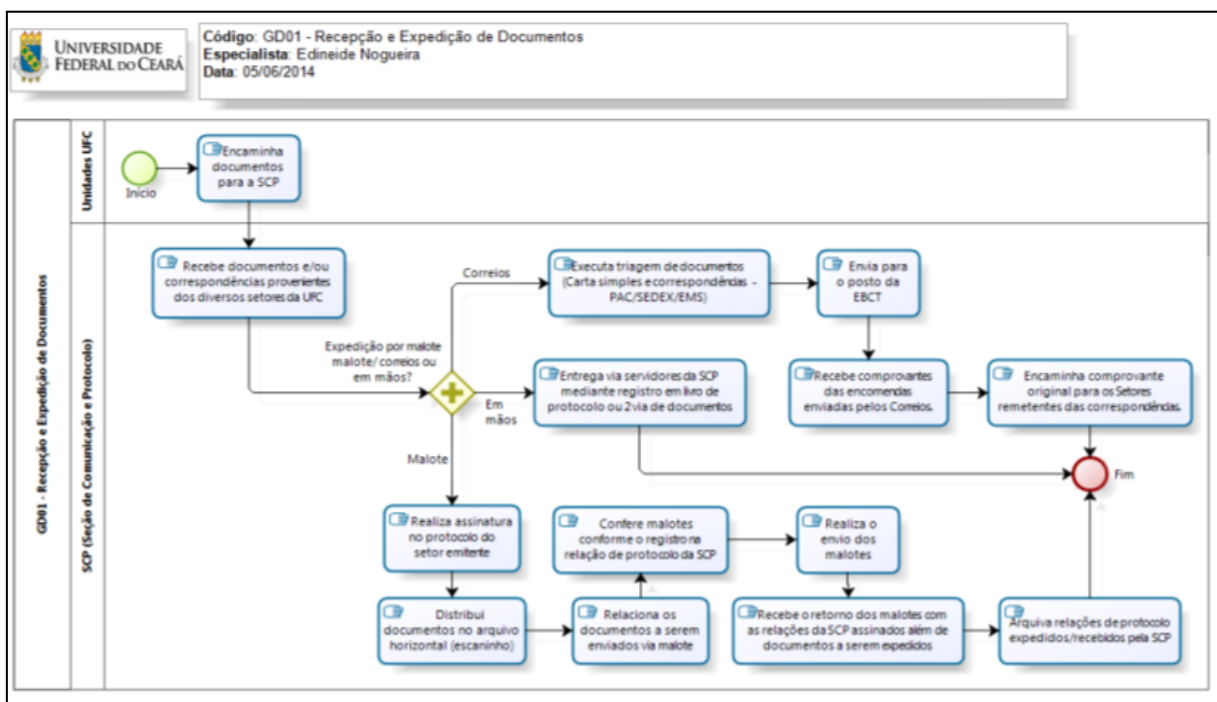 UNIVERSIDADE
FEDERAL DO CEARÁ
Código: GD01 - Recepção e Expedição de Documentos
Especialista: Edineide Nogueira
Data: 05/06/2014
GD01 - Recepção e Expedição de Documentos
Unidades UFC
Início
Encaminha
documentos
para a SCP
SCP (Seção de Comunicação e Protocolo)
Recebe documentos e/ou
correspondências provenientes
dos diversos setores da UFC
Expedição por malote
malote/ correios ou
em mãos?
Correios
Executa triagem de documentos
(Carta simples e correspondências -
PAC/SEDEX/EMS)
Envia para
o posto da
EBCT
Recebe comprovantes
das encomendas
enviadas pelos Correios.
Encaminha comprovante
original para os Setores
remetentes das correspondências.
Em
mãos
Entrega via servidores da SCP
mediante registro em livro de
protocolo ou 2via de documentos
Fim
Malote
Realiza assinatura
no protocolo do
setor emitente
Distribui
documentos no arquivo
horizontal (escaninho)
Relaciona os
documentos a serem
enviados via malote
Confere malotes
conforme o registro na
relação de protocolo da SCP
Realiza o
envio dos
malotes
Recebe o retorno dos malotes com
as relações da SCP assinados além de
documentos a serem expedidos
Arquiva relações de protocolo
expedidos/recebidos pela SCP